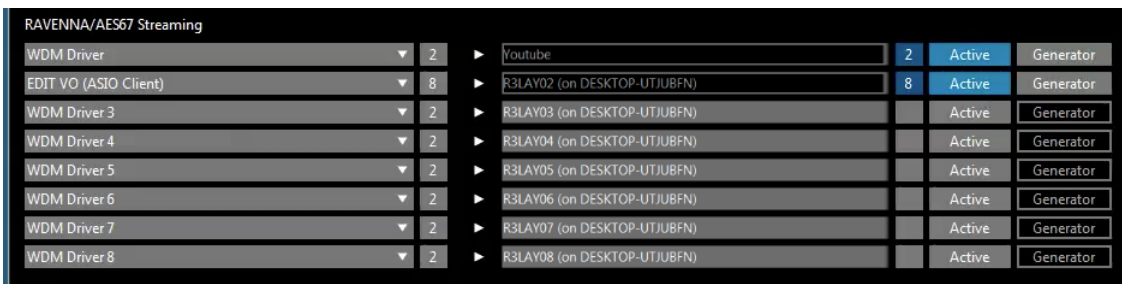 RAVENNA/AES67 Streaming
WDM Driver 2 Youtube 2 Active Generator
EDIT VO (ASIO Client) 8 R3LAY02 (on DESKTOP-UTJUBFN) 8 Active Generator
WDM Driver 3 2 R3LAY03 (on DESKTOP-UTJUBFN) Active Generator
WDM Driver 4 2 R3LAY04 (on DESKTOP-UTJUBFN) Active Generator
WDM Driver 5 2 R3LAY05 (on DESKTOP-UTJUBFN) Active Generator
WDM Driver 6 2 R3LAY06 (on DESKTOP-UTJUBFN) Active Generator
WDM Driver 7 2 R3LAY07 (on DESKTOP-UTJUBFN) Active Generator
WDM Driver 8 2 R3LAY08 (on DESKTOP-UTJUBFN) Active Generator